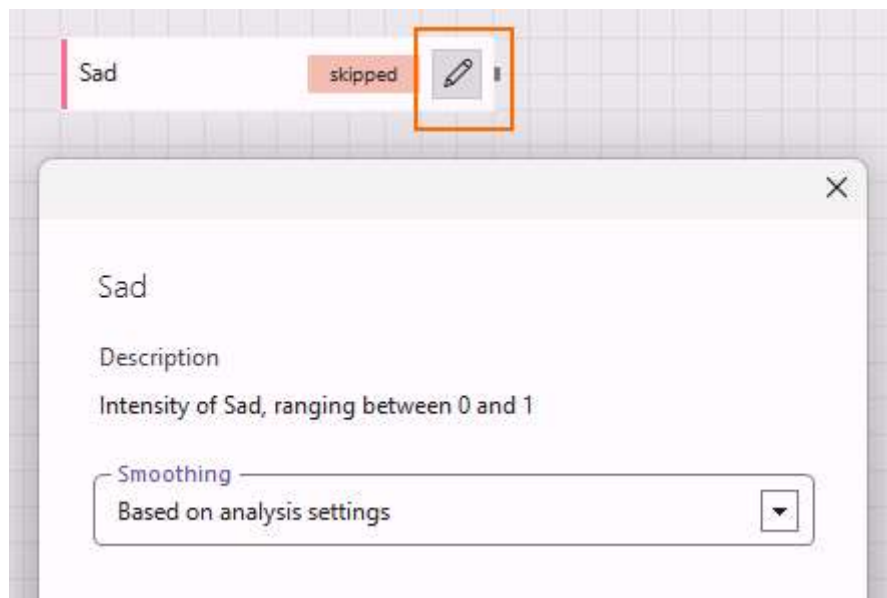 Sad
skipped
Sad
Description
Intensity of Sad, ranging between 0 and 1
Smoothing
Based on analysis settings